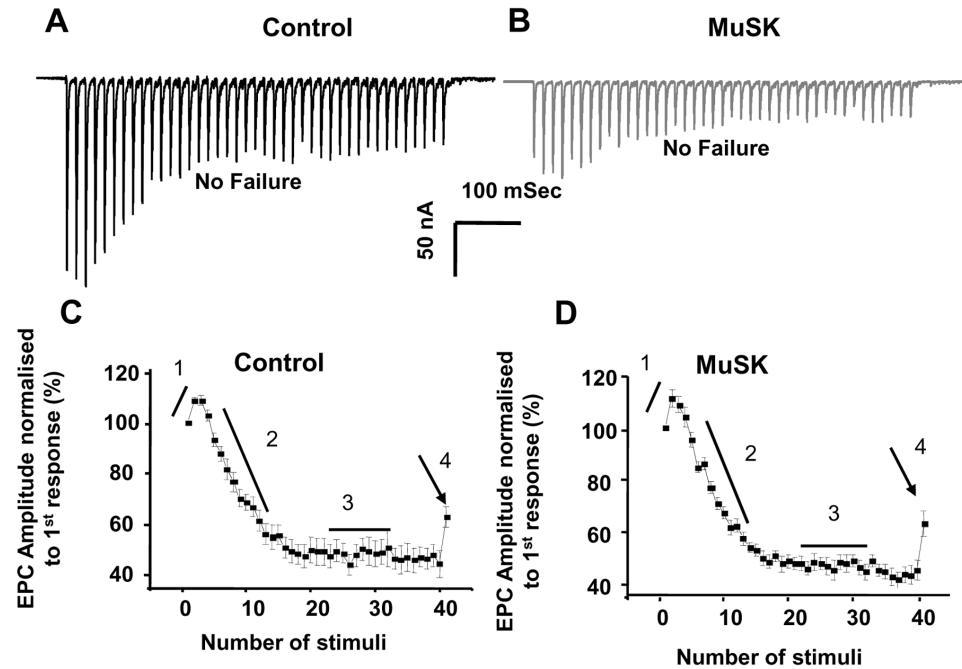 A
Control
B
MuSK
No Failure
No Failure
100 mSec
50 nA
C
Control
EPC Amplitude normalised
to 1st response (%)
120
100
80
60
40
1
2
3
4
0
10
20
30
40
Number of stimuli
D
MuSK
EPC Amplitude normalised
to 1st response (%)
120
100
80
60
40
1
2
3
4
0
10
20
30
40
Number of stimuli